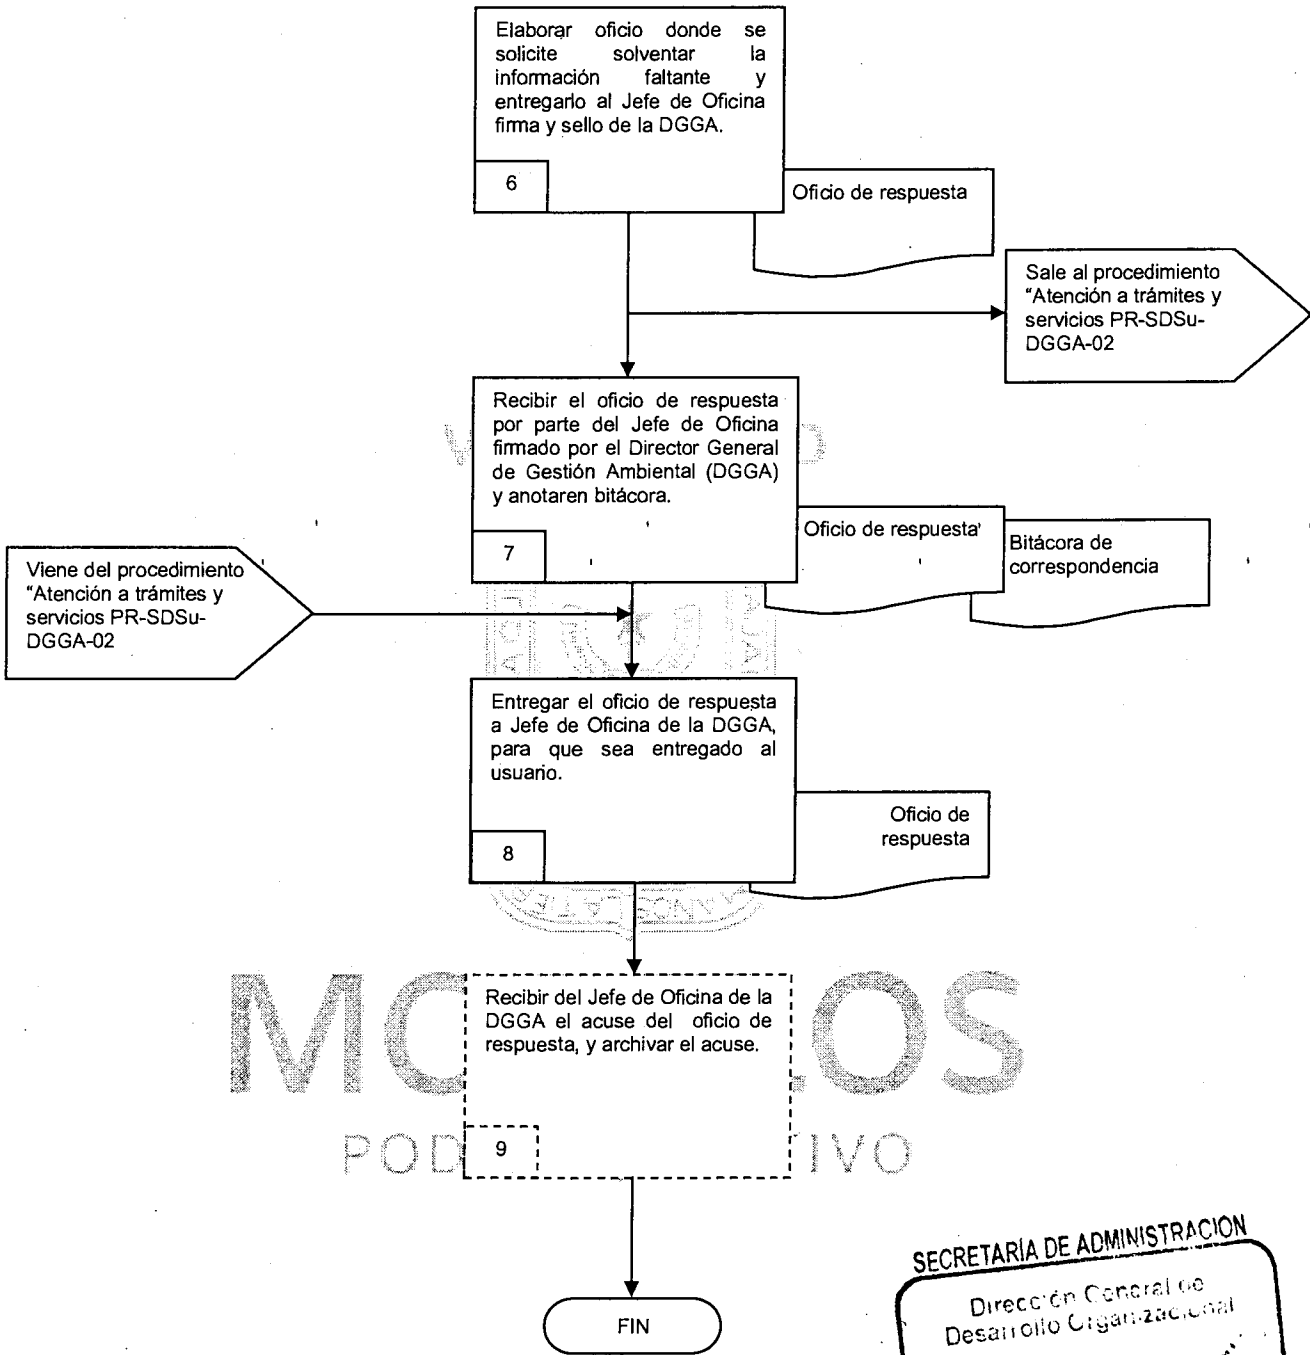 Elaborar oficio donde se
solicite solventar la
información faltante y
entregarlo al Jefe de Oficina
firma y sello de la DGGA.
6
Oficio de respuesta
Sale al procedimiento
“Atención a trámites y
servicios PR-SDSu-
DGGA-02
Recibir el oficio de respuesta
por parte del Jefe de Oficina
firmado por el Director General
de Gestión Ambiental (DGGA)
y anotaren bitácora.
7
Oficio de respuesta
Bitácora de
correspondencia
Viene del procedimiento
“Atención a trámites y
servicios PR-SDSu-
DGGA-02
Entregar el oficio de respuesta
a Jefe de Oficina de la DGGA,
para que sea entregado al
usuario.
8
Oficio de
respuesta
Recibir del Jefe de Oficina de la
DGGA el acuse del oficio de
respuesta, y archivar el acuse.
9
FIN
SECRETARÍA DE ADMINISTRACION
Dirección General de
Desarrollo Organizacional